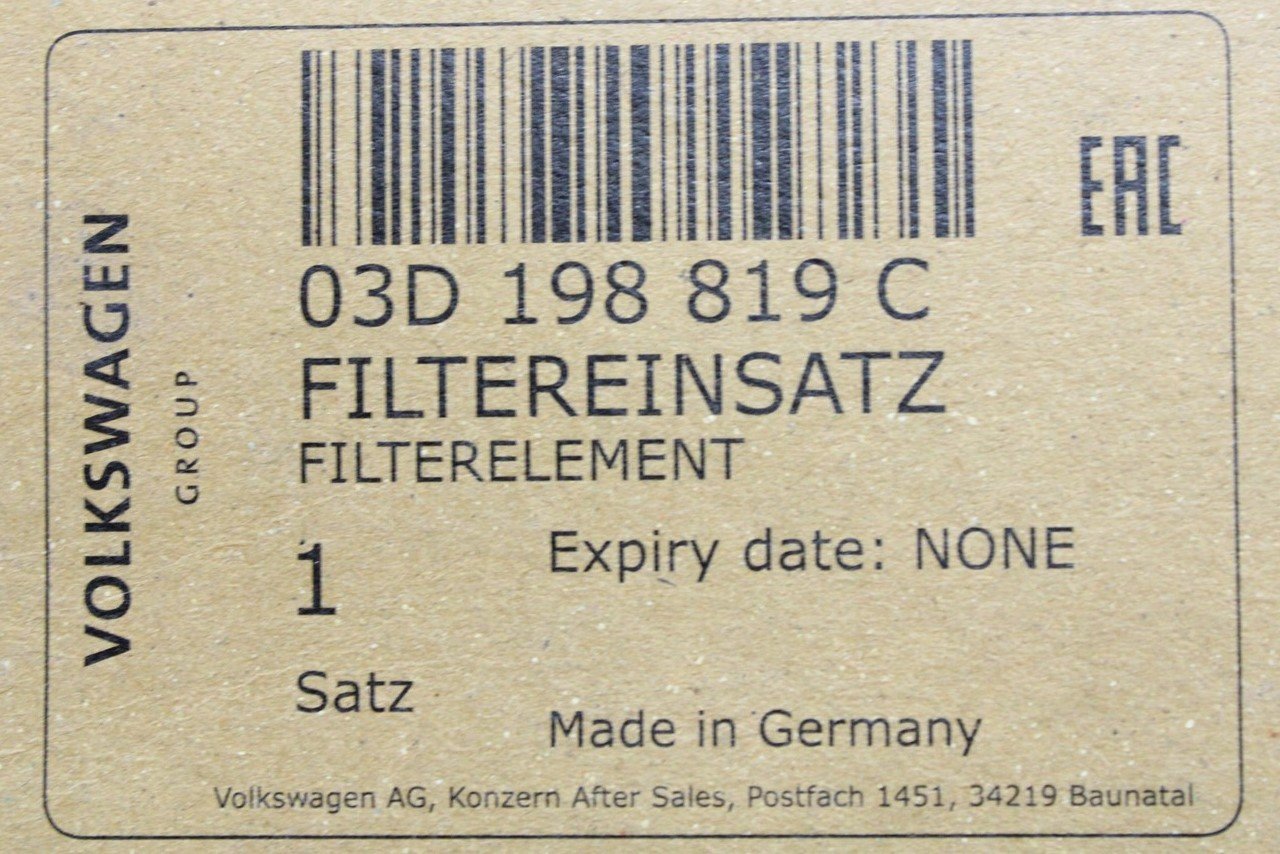 EAC
03D 198 819 C
FILTEREINSATZ
FILTERELEMENT
VOLKSWAGEN
GROUP
1
Expiry date: NONE
Satz
Made in Germany
Volkswagen AG, Konzern After Sales, Postfach 1451, 34219 Baunatal